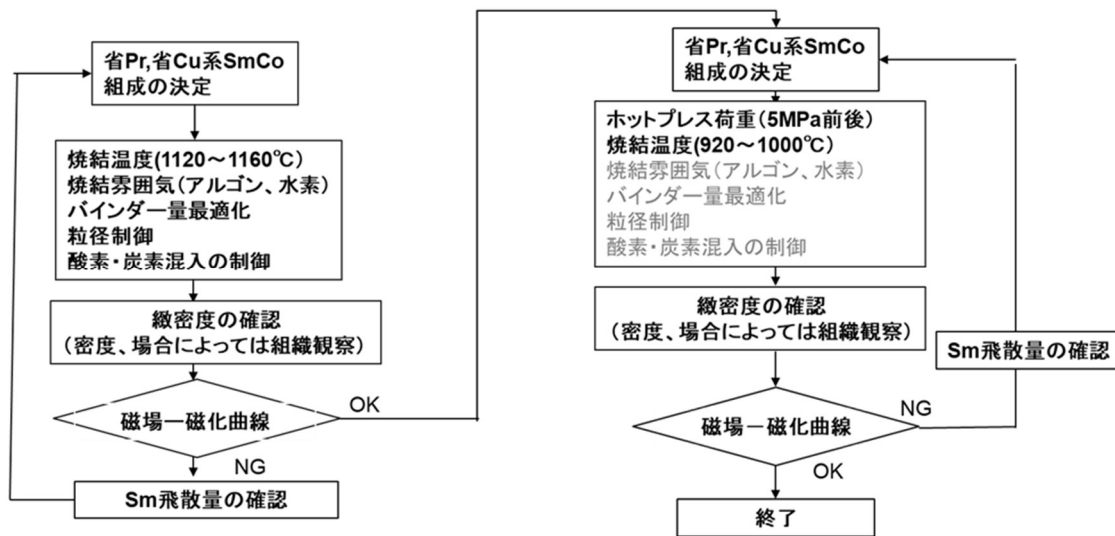 省Pr,省Cu系SmCo
組成の決定
焼結温度(1120～1160℃)
焼結雰囲気(アルゴン、水素)
バインダー量最適化
粒径制御
酸素・炭素混入の制御
緻密度の確認
(密度、場合によっては組織観察)
磁場―磁化曲線
OK
NG
Sm飛散量の確認
省Pr,省Cu系SmCo
組成の決定
ホットプレス荷重(5MPa前後)
焼結温度(920～1000℃)
焼結雰囲気(アルゴン、水素)
バインダー量最適化
粒径制御
酸素・炭素混入の制御
緻密度の確認
(密度、場合によっては組織観察)
Sm飛散量の確認
磁場―磁化曲線
NG
OK
終了